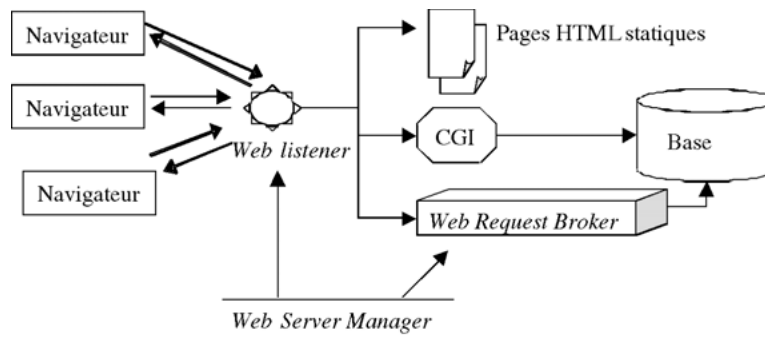 Navigateur
Pages HTML statiques
Navigateur
CGI
Base
Web listener
Navigateur
Web Request Broker
Web Server Manager